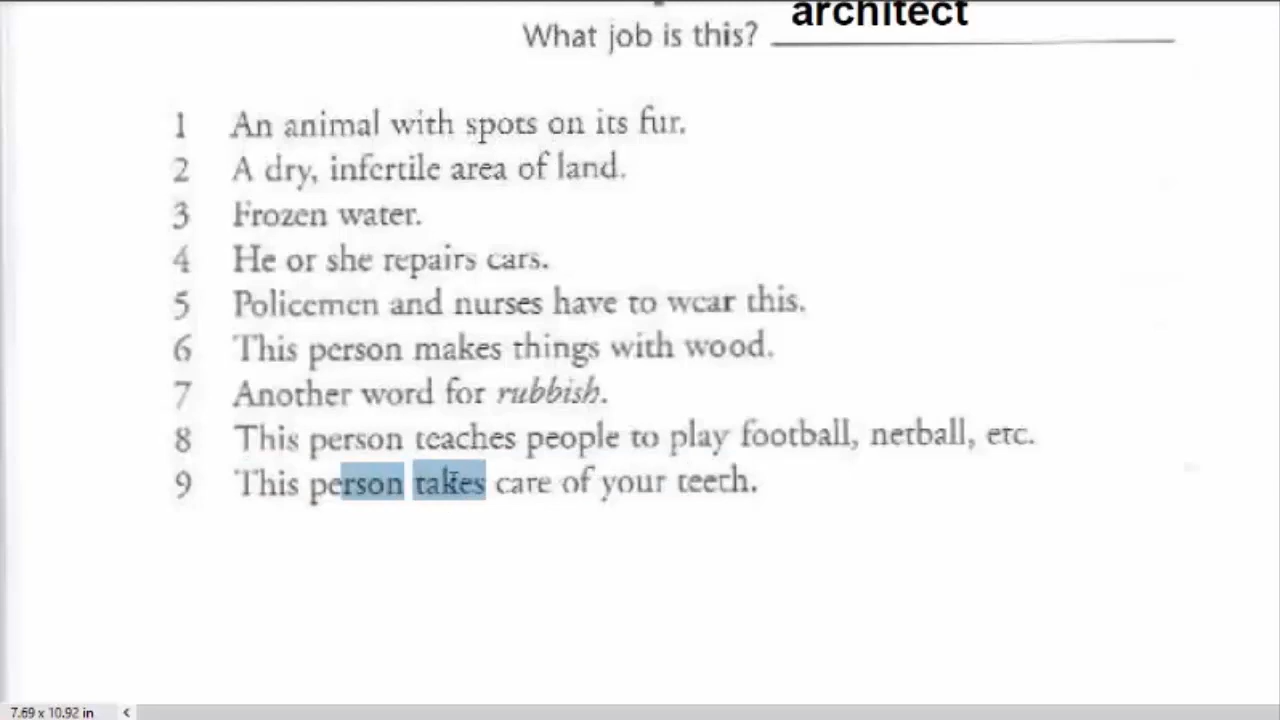 architect
What job is this?
1 An animal with spots on its fur.
2 A dry, infertile area of land.
3 Frozen water.
4 He or she repairs cars.
5 Policemen and nurses have to wear this.
6 This person makes things with wood.
7 Another word for rubbish.
8 This person teaches people to play football, netball, etc.
9 This person takes care of your teeth.
7.69 x 10.92 in